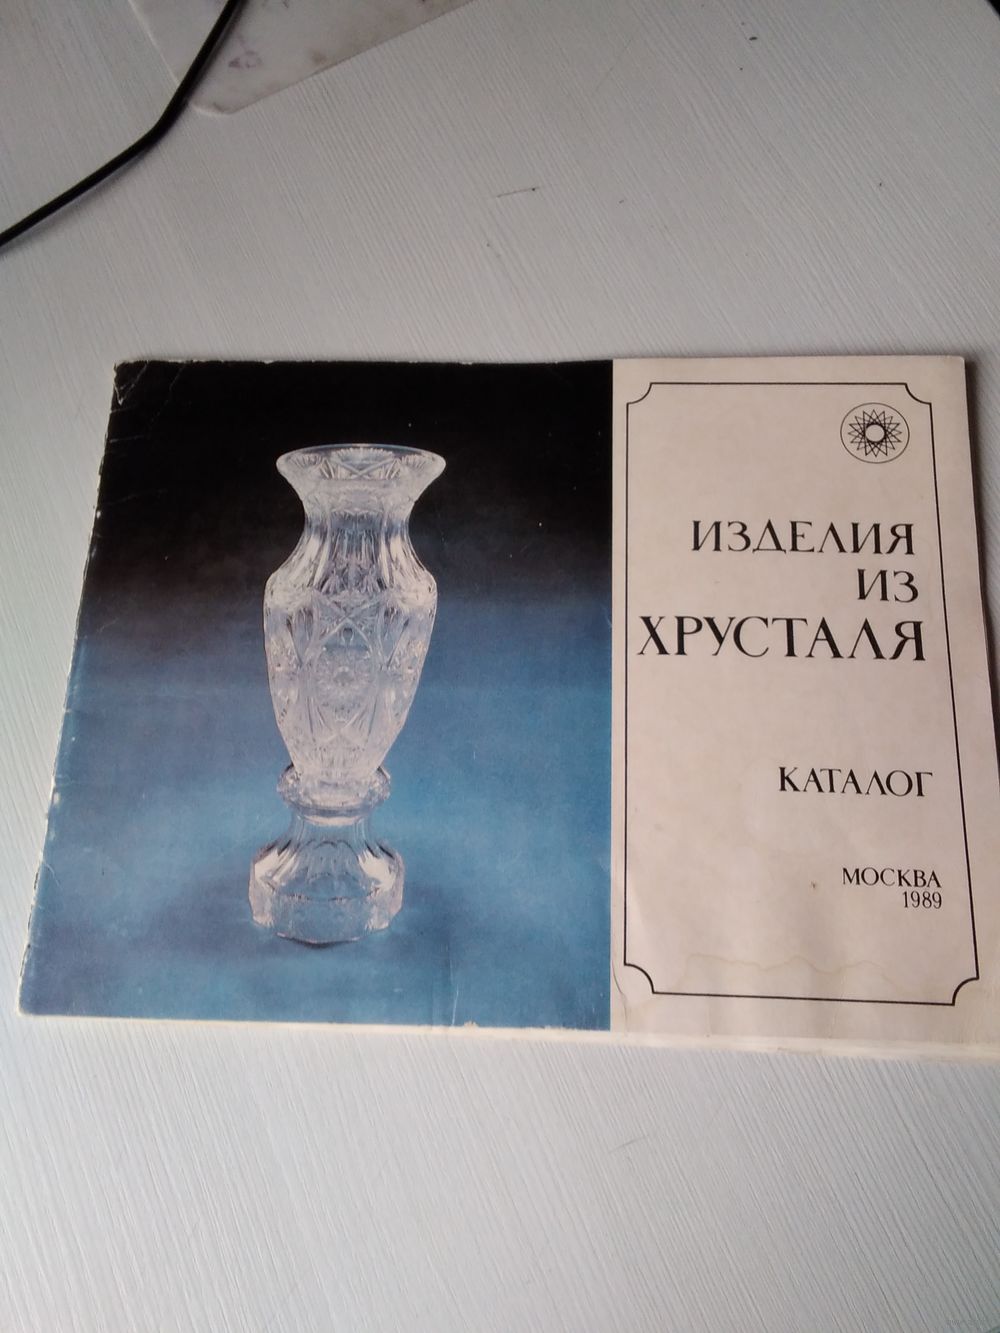 ИЗДЕЛИЯ
ИЗ
ХРУСТАЛЯ
КАТАЛОГ
МОСКВА
1989